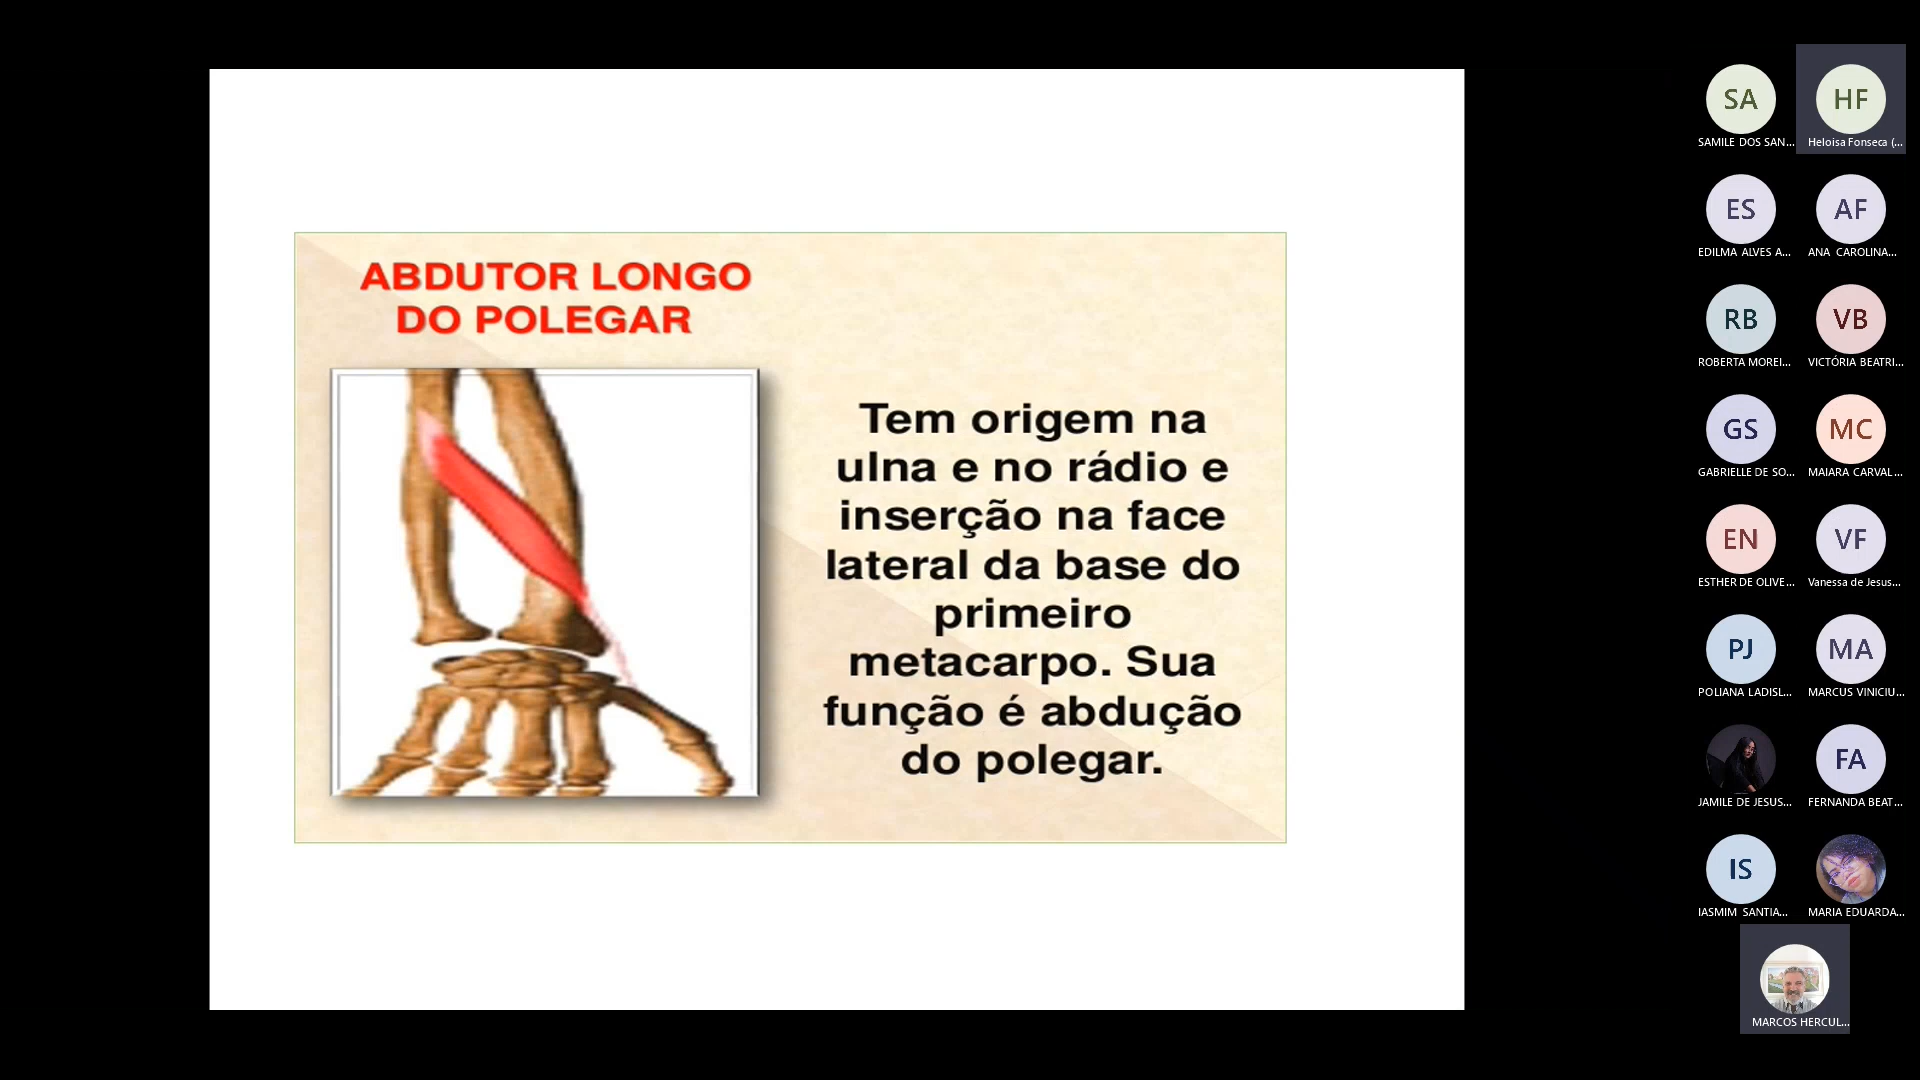 ABDUTOR LONGO
DO POLEGAR
Tem origem na
ulna e no rádio e
inserção na face
lateral da base do
primeiro
metacarpo. Sua
função é abdução
do polegar.
SA
SAMILE DOS SAN...
HF
Heloisa Fonseca (...
ES
EDILMA ALVES A...
AF
ANA CAROLINA...
RB
ROBERTA MOREI...
VB
VICTÓRIA BEATRI...
GS
GABRIELLE DE SO...
MC
MAIARA CARVAL...
EN
ESTHER DE OLIVE...
VF
Vanessa de Jesus...
PJ
POLIANA LADISL...
MA
MARCUS VINICIU...
JAMILE DE JESUS...
FA
FERNANDA BEAT...
IS
IASMIM SANTIA...
MARIA EDUARDA...
MARCOS HERCUL...